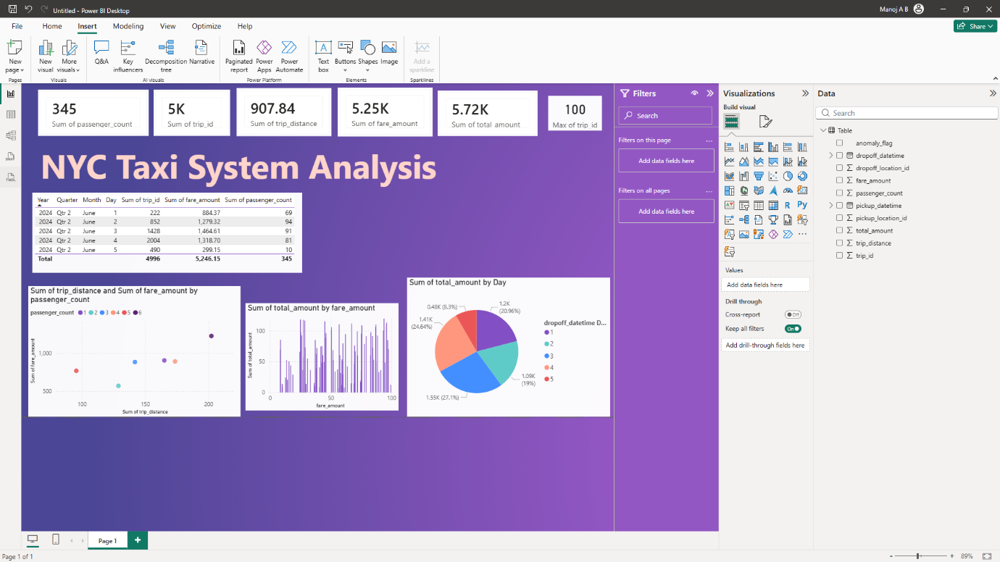 Untitled - Power BI Desktop
Manoj A B
File Home Insert Modeling View Optimize Help
Share
New page
New visual
More visuals
Q&A
Key influencers
Decomposition tree
Narrative
Paginated report
Power Apps
Power Automate
Text box
Buttons
Shapes
Image
Add a sparkline
Pages Visuals AI visuals Power Platform Elements Sparklines
345
Sum of passenger_count
5K
Sum of trip_id
907.84
Sum of trip_distance
5.25K
Sum of fare_amount
5.72K
Sum of total_amount
100
Max of trip_id
NYC Taxi System Analysis
Year Quarter Month Day Sum of trip_id Sum of fare_amount Sum of passenger_count
2024 Qtr 2 June 1 222 884.37 69
2024 Qtr 2 June 2 852 1,279.32 94
2024 Qtr 2 June 3 1428 1,464.61 91
2024 Qtr 2 June 4 2004 1,318.70 81
2024 Qtr 2 June 5 490 299.15 10
Total 4996 5,246.15 345
Sum of trip_distance and Sum of fare_amount by
passenger_count
passenger_count 1 2 3 4 5 6
Sum of fare_amount
1,000
500
100 150 200
Sum of trip_distance
Sum of total_amount by fare_amount
Sum of total_amount
100
50
0
0 50 100
fare_amount
Sum of total_amount by Day
0.48K (8.3%)
1.2K
(20.96%)
1.41K
(24.64%)
1.09K
(19%)
1.55K (27.1%)
dropoff_datetime D...
1
2
3
4
5
Filters
Search
Filters on this page ...
Add data fields here
Filters on all pages ...
Add data fields here
Visualizations
Build visual
R Py
123
...
Values
Add data fields here
Drill through
Cross-report Off
Keep all filters On
Add drill-through fields here
Data
Search
Table
anomaly_flag
dropoff_datetime
dropoff_location_id
fare_amount
passenger_count
pickup_datetime
pickup_location_id
total_amount
trip_distance
trip_id
DAX
TMDL
Page 1
+
Page 1 of 1
- + 89%